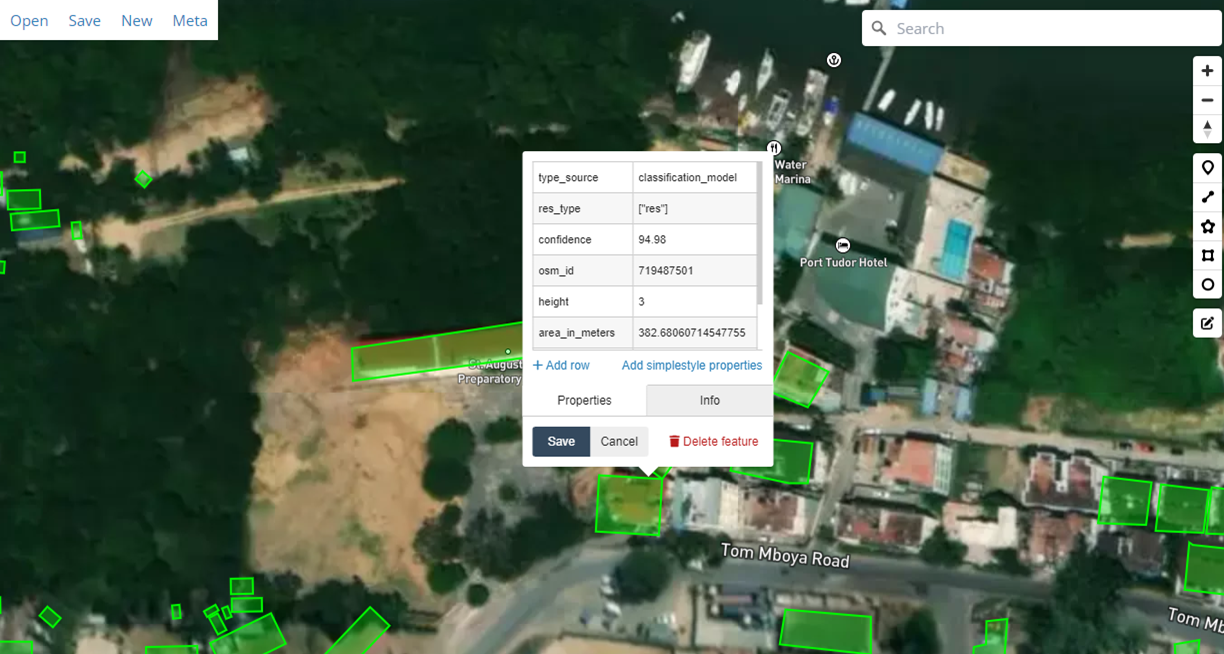 Open Save New Meta
Search
Water
Marina
Port Tudor Hotel
type_source classification_model
res_type ["res"]
confidence 94.98
osm_id 719487501
height 3
area_in_meters 382.68060714547755
+ Add row Add simplestyle properties
Properties Info
Save Cancel Delete feature
St. August
Preparatory
Tom Mboya Road
Tom Mb